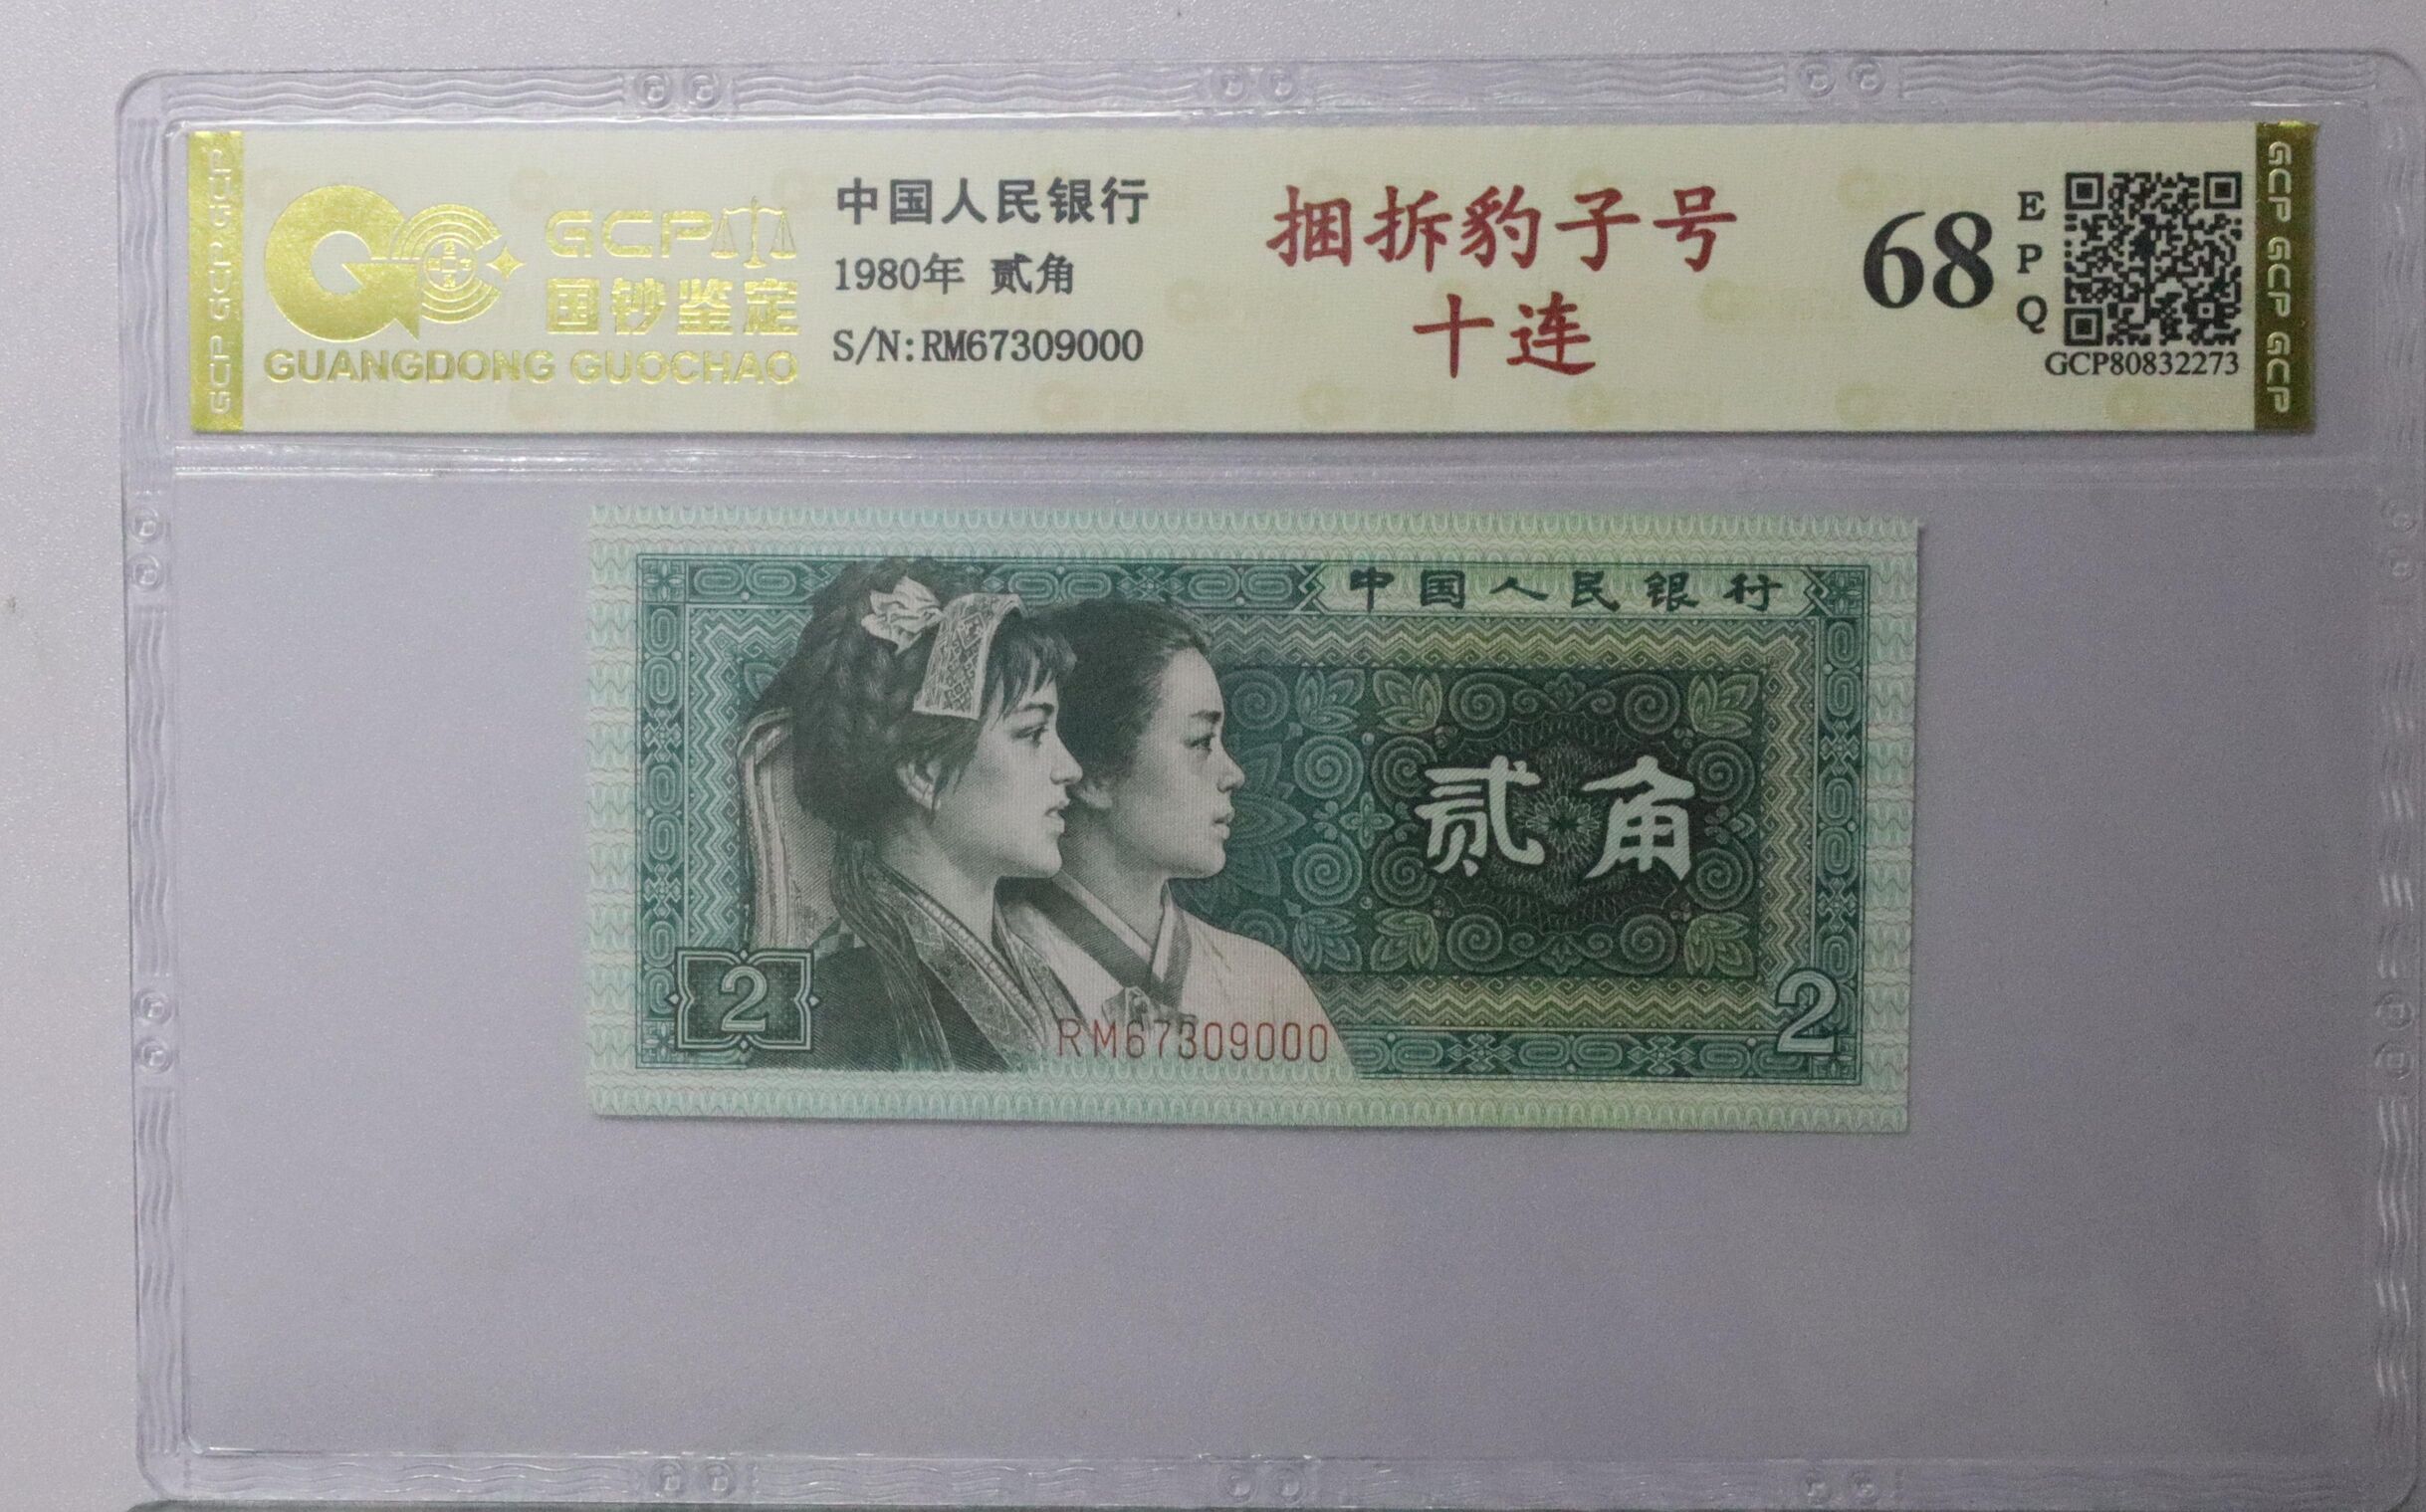 GCP GCP GCP
GCP
国钞鉴定
GUANGDONG GUOCHAO
中国人民银行
1980年 贰角
S/N:RM67309000
捆拆豹子号
十连
68
EPQ
GCP80832273
GCP GCP GCP
中国人民银行
贰角
2
RM67309000
2